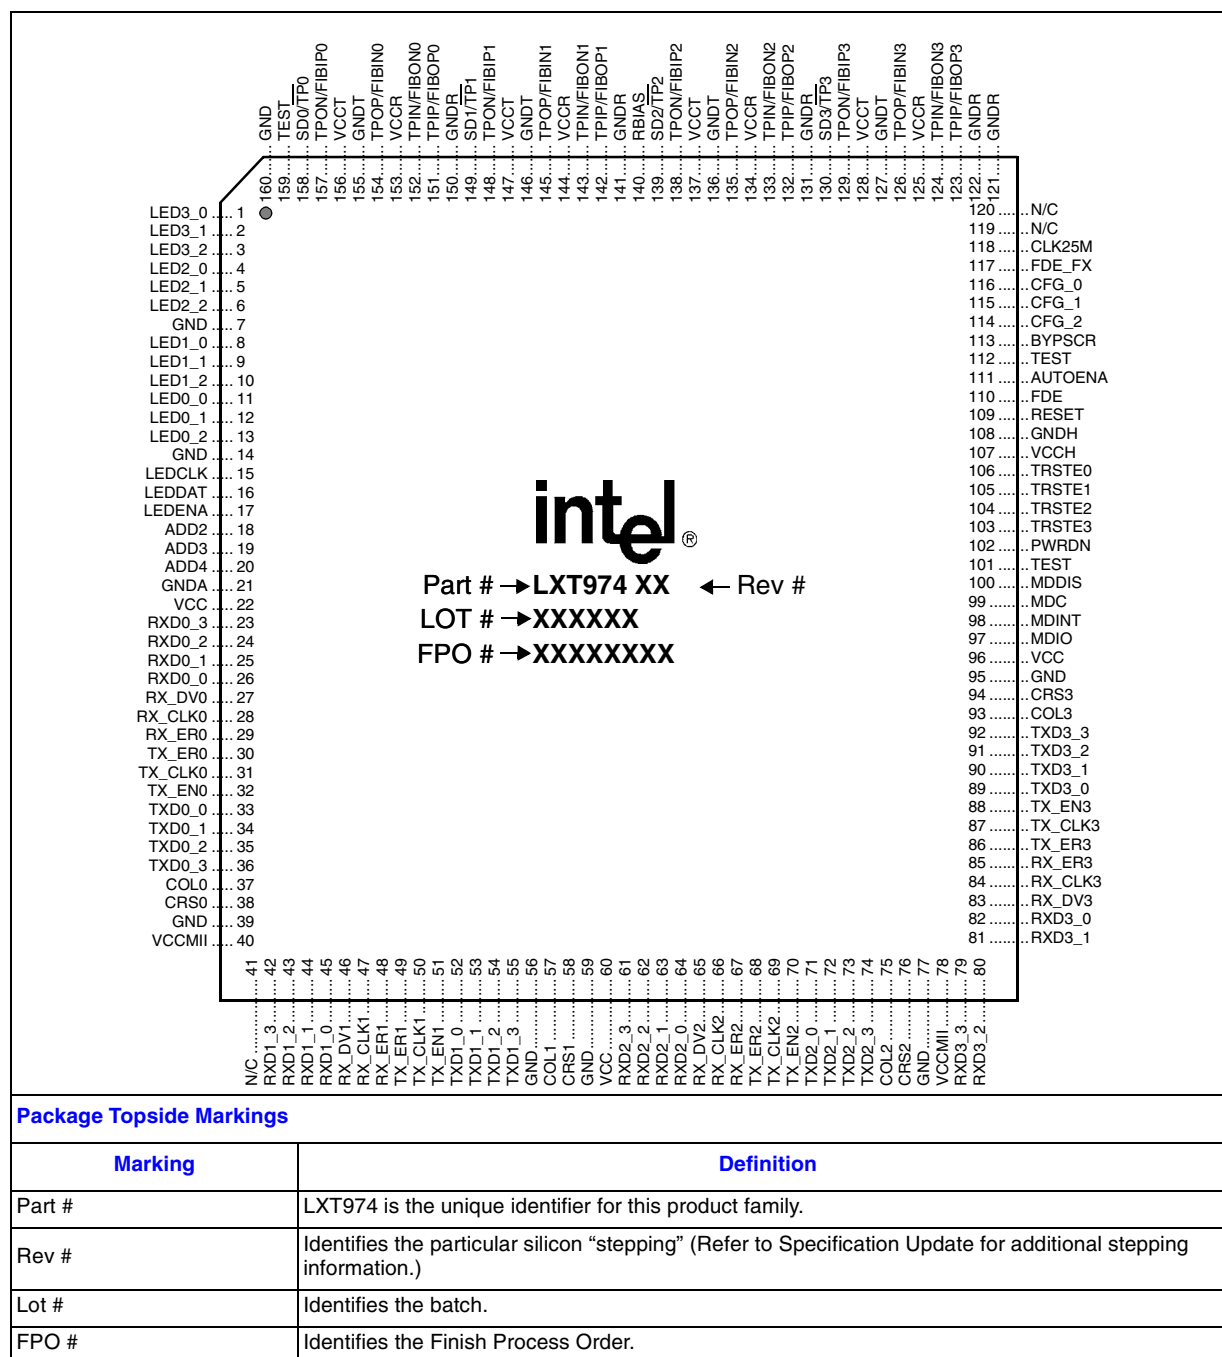 160...... GND
159...... TEST
158...... SD0/TP0
157...... TPON/FIBIP0
156...... VCCT
155...... GNDT
154...... TPOP/FIBIN0
153...... VCCR
152...... TPIN/FIBON0
151...... TPIP/FIBOP0
150...... GNDR
149...... SD1/TP1
148...... TPON/FIBIP1
147...... VCCT
146...... GNDT
145...... TPOP/FIBIN1
144...... VCCR
143...... TPIN/FIBON1
142...... TPIP/FIBOP1
141...... GNDR
140...... RBIAS
139...... SD2/TP2
138...... TPON/FIBIP2
137...... VCCT
136...... GNDT
135...... TPOP/FIBIN2
134...... VCCR
133...... TPIN/FIBON2
132...... TPIP/FIBOP2
131...... GNDR
130...... SD3/TP3
129...... TPON/FIBIP3
128...... VCCT
127...... GNDT
126...... TPOP/FIBIN3
125...... VCCR
124...... TPIN/FIBON3
123...... TPIP/FIBOP3
122...... GNDR
121...... GNDR
LED3_0 ..... 1
LED3_1 ..... 2
LED3_2 ..... 3
LED2_0 ..... 4
LED2_1 ..... 5
LED2_2 ..... 6
GND ..... 7
LED1_0 ..... 8
LED1_1 ..... 9
LED1_2 ..... 10
LED0_0 ..... 11
LED0_1 ..... 12
LED0_2 ..... 13
GND ..... 14
LEDCLK ..... 15
LEDDAT ..... 16
LEDENA ..... 17
ADD2 ..... 18
ADD3 ..... 19
ADD4 ..... 20
GNDA ..... 21
VCC ..... 22
RXD0_3 ..... 23
RXD0_2 ..... 24
RXD0_1 ..... 25
RXD0_0 ..... 26
RX_DV0 ..... 27
RX_CLK0 ..... 28
RX_ER0 ..... 29
TX_ER0 ..... 30
TX_CLK0 ..... 31
TX_EN0 ..... 32
TXD0_0 ..... 33
TXD0_1 ..... 34
TXD0_2 ..... 35
TXD0_3 ..... 36
COL0 ..... 37
CRS0 ..... 38
GND ..... 39
VCCMII ..... 40
intel®
Part # → LXT974 XX ← Rev #
LOT # → XXXXXX
FPO # → XXXXXXXX
120 .......N/C
119 .......N/C
118 .......CLK25M
117 .......FDE_FX
116 .......CFG_0
115 .......CFG_1
114 .......CFG_2
113 .......BYPSCR
112 .......TEST
111 .......AUTOENA
110 .......FDE
109 .......RESET
108 .......GNDH
107 .......VCCH
106 .......TRSTE0
105 .......TRSTE1
104 .......TRSTE2
103 .......TRSTE3
102 .......PWRDN
101 .......TEST
100 .......MDDIS
99 .........MDC
98 .........MDINT
97 .........MDIO
96 .........VCC
95 .........GND
94 .........CRS3
93 .........COL3
92 .........TXD3_3
91 .........TXD3_2
90 .........TXD3_1
89 .........TXD3_0
88 .........TX_EN3
87 .........TX_CLK3
86 .........TX_ER3
85 .........RX_ER3
84 .........RX_CLK3
83 .........RX_DV3
82 .........RXD3_0
81 .........RXD3_1
N/C ................ 41
RXD1_3.......... 42
RXD1_2.......... 43
RXD1_1.......... 44
RXD1_0.......... 45
RX_DV1.......... 46
RX_CLK1........ 47
RX_ER1.......... 48
TX_ER1.......... 49
TX_CLK1........ 50
TX_EN1.......... 51
TXD1_0.......... 52
TXD1_1.......... 53
TXD1_2.......... 54
TXD1_3.......... 55
GND............... 56
COL1.............. 57
CRS1.............. 58
GND............... 59
VCC................ 60
RXD2_3.......... 61
RXD2_2.......... 62
RXD2_1.......... 63
RXD2_0.......... 64
RX_DV2.......... 65
RX_CLK2........ 66
RX_ER2.......... 67
TX_ER2.......... 68
TX_CLK2........ 69
TX_EN2.......... 70
TXD2_0.......... 71
TXD2_1.......... 72
TXD2_2.......... 73
TXD2_3.......... 74
COL2.............. 75
CRS2.............. 76
GND............... 77
VCCMII........... 78
RXD3_3.......... 79
RXD3_2.......... 80
Package Topside Markings
Marking Definition
Part # LXT974 is the unique identifier for this product family.
Rev # Identifies the particular silicon “stepping” (Refer to Specification Update for additional stepping
information.)
Lot # Identifies the batch.
FPO # Identifies the Finish Process Order.